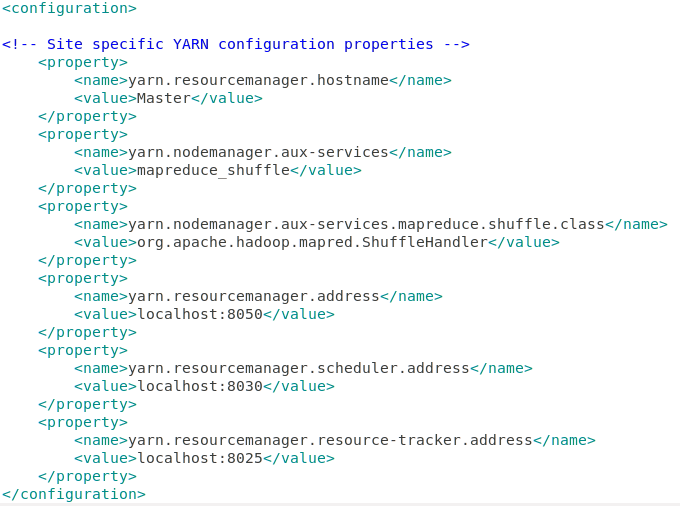 <configuration>

<!-- Site specific YARN configuration properties -->
    <property>
        <name>yarn.resourcemanager.hostname</name>
        <value>Master</value>
    </property>
    <property>
        <name>yarn.nodemanager.aux-services</name>
        <value>mapreduce_shuffle</value>
    </property>
    <property>
        <name>yarn.nodemanager.aux-services.mapreduce.shuffle.class</name>
        <value>org.apache.hadoop.mapred.ShuffleHandler</value>
    </property>
    <property>
        <name>yarn.resourcemanager.address</name>
        <value>localhost:8050</value>
    </property>
    <property>
        <name>yarn.resourcemanager.scheduler.address</name>
        <value>localhost:8030</value>
    </property>
    <property>
        <name>yarn.resourcemanager.resource-tracker.address</name>
        <value>localhost:8025</value>
    </property>
</configuration>